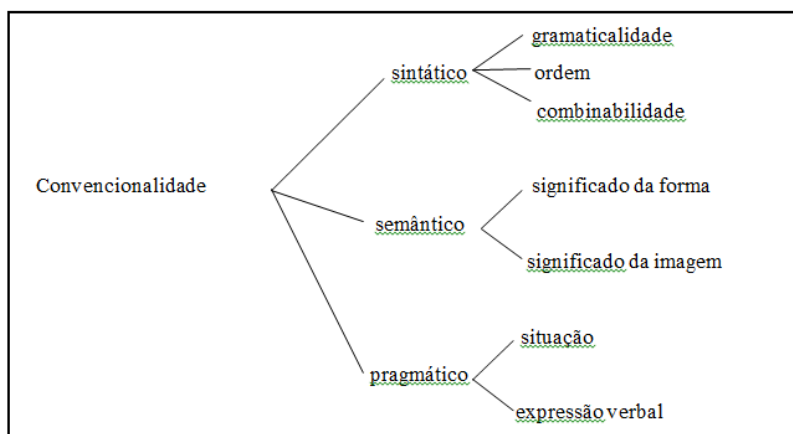 gramaticalidade
sintático
ordem
combinabilidade
Convencionalidade
significado da forma
semântico
significado da imagem
situação
pragmático
expressão verbal